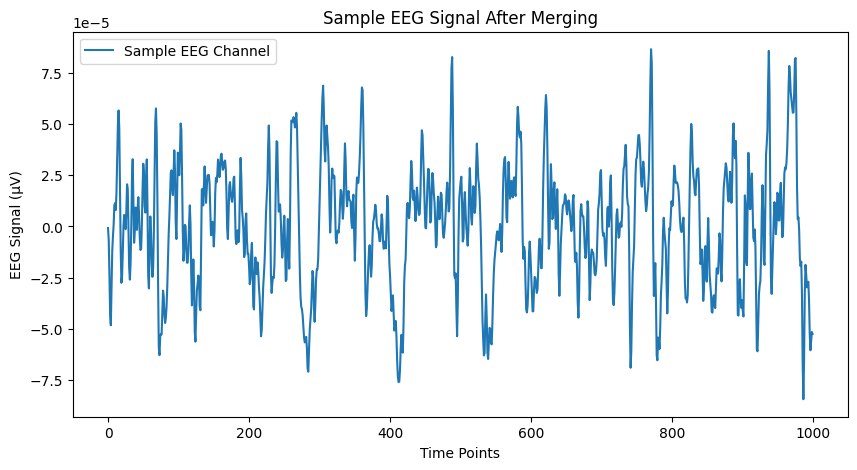 Sample EEG Signal After Merging
1e−5
Sample EEG Channel
7.5
5.0
2.5
0.0
−2.5
−5.0
−7.5
EEG Signal (µV)
0 200 400 600 800 1000
Time Points